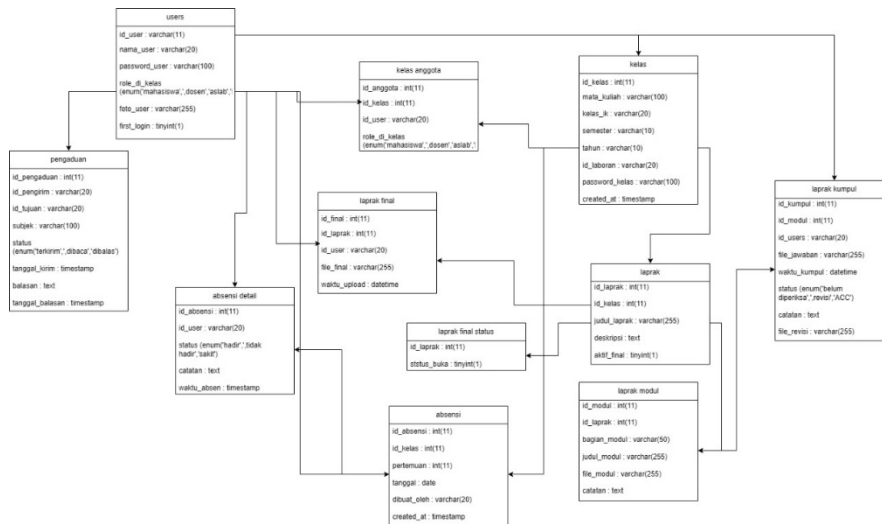 users
id_user : varchar(11)
nama_user : varchar(20)
password_user : varchar(100)
role_di_kelas
(enum('mahasiswa',',dosen','aslab','
foto_user : varchar(255)
first_login : tinyint(1)
pengaduan
id_pengaduan : int(11)
id_pengirim : varchar(20)
id_tujuan : varchar(20)
subjek : varchar(100)
status
(enum('terkirim',',dibaca','dibalas')
tanggal_kirim : timestamp
balasan : text
tanggal_balasan : timestamp
absensi detail
id_absensi : int(11)
id_user : varchar(20)
status (enum('hadir',',tidak
hadir','sakit')
catatan : text
waktu_absen : timestamp
kelas anggota
id_anggota : int(11)
id_kelas : int(11)
id_user : varchar(20)
role_di_kelas
(enum('mahasiswa',',dosen','aslab','
laprak final
id_final : int(11)
id_laprak : int(11)
id_user : varchar(20)
file_final : varchar(255)
waktu_upload : datetime
laprak final status
id_laprak : int(11)
ststus_buka : tinyint(1)
absensi
id_absensi : int(11)
id_kelas : int(11)
pertemuan : int(11)
tanggal : date
dibuat_oleh : varchar(20)
created_at : timestamp
kelas
id_kelas : int(11)
mata_kuliah : varchar(100)
kelas_ik : varchar(20)
semester : varchar(10)
tahun : varchar(10)
id_laboran : varchar(20)
password_kelas : varchar(100)
created_at : timestamp
laprak
id_laprak : int(11)
id_kelas : int(11)
judul_laprak : varchar(255)
deskripsi : text
aktif_final : tinyint(1)
laprak modul
id_modul : int(11)
id_laprak : int(11)
bagian_modul : varchar(50)
judul_modul : varchar(255)
file_modul : varchar(255)
catatan : text
laprak kumpul
id_kumpul : int(11)
id_modul : int(11)
id_users : varchar(20)
file_jawaban : varchar(255)
waktu_kumpul : datetime
status (enum('belum
diperiksa',',revisi','ACC')
catatan : text
file_revisi : varchar(255)